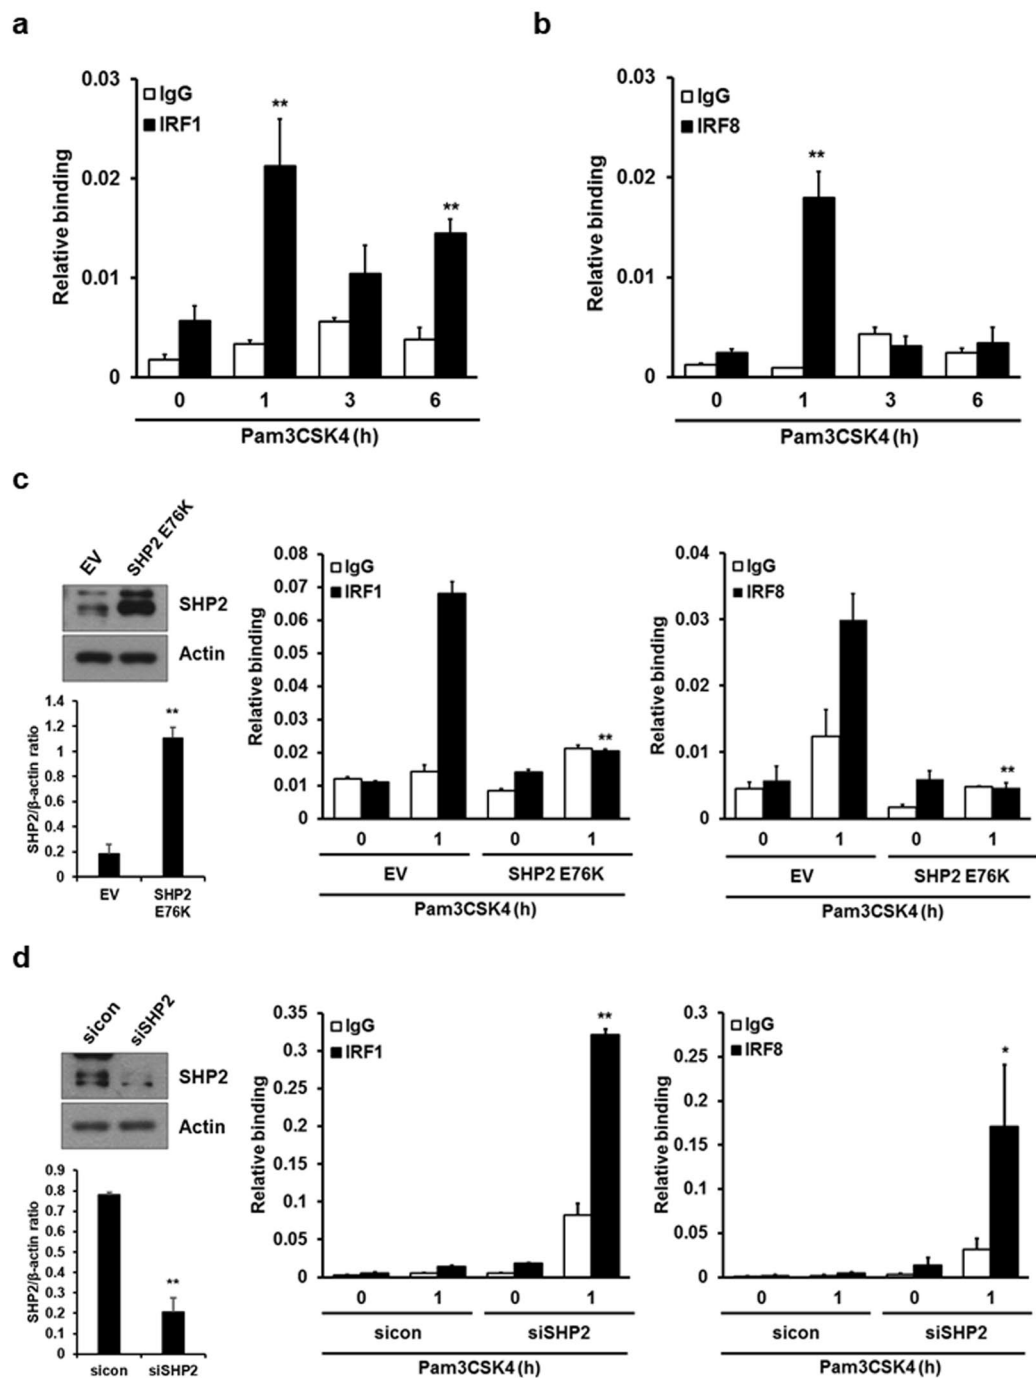 a
0.03
0.02
0.01
0
Relative binding
IgG
IRF1
**
**
0 1 3 6
Pam3CSK4 (h)
b
0.03
0.02
0.01
0
Relative binding
IgG
IRF8
**
0 1 3 6
Pam3CSK4 (h)
c
EV SHP2 E76K
SHP2
Actin
1.4
1.2
1
0.8
0.6
0.4
0.2
0
SHP2/β-actin ratio
**
EV SHP2
E76K
0.08
0.07
0.06
0.05
0.04
0.03
0.02
0.01
0
Relative binding
IgG
IRF1
**
0 1 0 1
EV SHP2 E76K
Pam3CSK4 (h)
0.04
0.03
0.02
0.01
0
Relative binding
IgG
IRF8
**
0 1 0 1
EV SHP2 E76K
Pam3CSK4 (h)
d
sicon siSHP2
SHP2
Actin
0.9
0.8
0.7
0.6
0.5
0.4
0.3
0.2
0.1
0
SHP2/β-actin ratio
**
sicon siSHP2
0.35
0.3
0.25
0.2
0.15
0.1
0.05
0
Relative binding
IgG
IRF1
**
0 1 0 1
sicon siSHP2
Pam3CSK4 (h)
0.3
0.25
0.2
0.15
0.1
0.05
0
Relative binding
IgG
IRF8
*
0 1 0 1
sicon siSHP2
Pam3CSK4 (h)